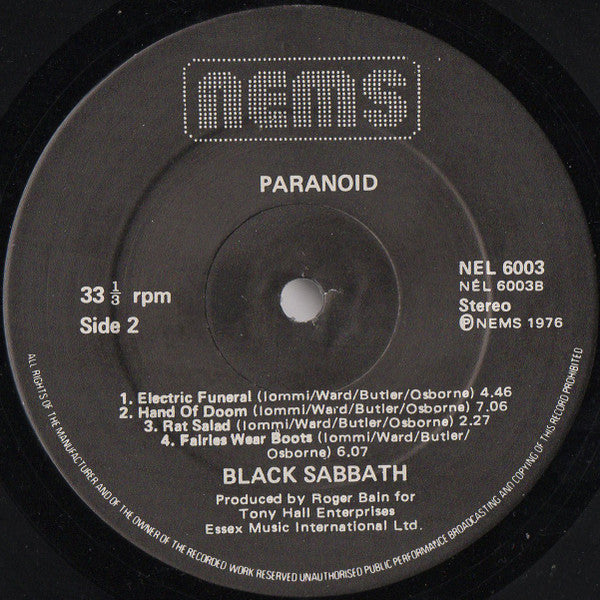 nems
PARANOID
33 1/3 rpm
Side 2
NEL 6003
NEL 6003B
Stereo
ⓅNEMS 1976
1. Electric Funeral (Iommi/Ward/Butler/Osborne) 4.46
2. Hand Of Doom (Iommi/Ward/Butler/Osborne) 7.06
3. Rat Salad (Iommi/Ward/Butler/Osborne) 2.27
4. Fairies Wear Boots (Iommi/Ward/Butler/
Osborne) 6.07
BLACK SABBATH
Produced by Roger Bain for
Tony Hall Enterprises
Essex Music International Ltd.
ALL RIGHTS OF THE MANUFACTURER AND OF THE OWNER OF THE RECORDED WORK RESERVED UNAUTHORISED PUBLIC PERFORMANCE BROADCASTING AND COPYING OF THIS RECORD PROHIBITED